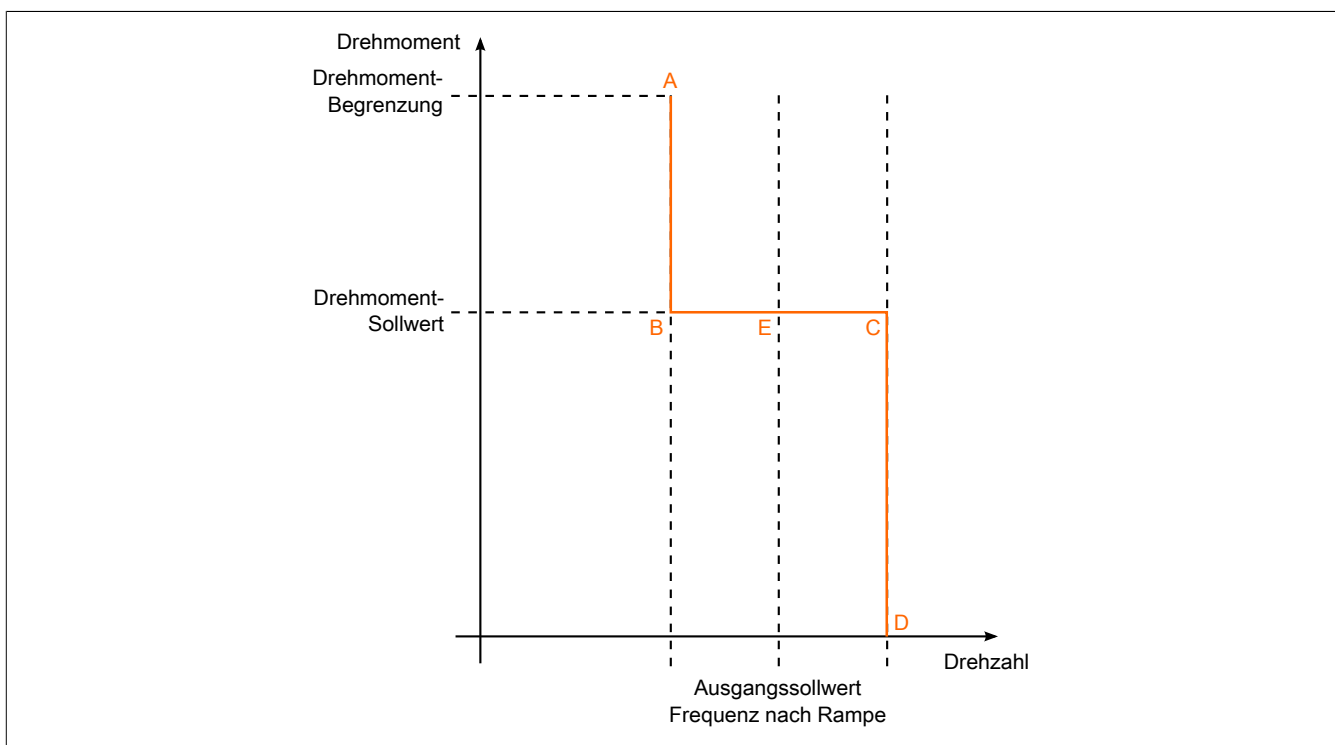 Drehmoment
Drehmoment-
Begrenzung
A
Drehmoment-
Sollwert
B
E
C
D
Drehzahl
Ausgangssollwert
Frequenz nach Rampe